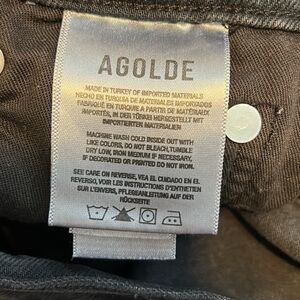 AGOLDE
MADE IN TURKEY OF IMPORTED MATERIALS
HECHO EN TURQUIA DE MATERIALES IMPORTADOS
FABRIQUÉ EN TURQUIE A PARTIR DE MATÉRIAUX
IMPORTÉS, IN DER TÜRKEI HERGESTELLT MIT
IMPORTIERTEN MATERIALIEN
MACHINE WASH COLD INSIDE OUT WITH
LIKE COLORS, DO NOT BLEACH, TUMBLE
DRY LOW, IRON MEDIUM IF NECESSARY,
IF DECORATED OR PRINTED DO NOT IRON.
SEE CARE ON REVERSE, VEA EL CUIDADO EN EL
REVERSO, VOIR LES INSTRUCTIONS D'ENTRETIEN
SUR L'ENVERS, PFLEGEANLEITUNG AUF DER
RÜCKSEITE